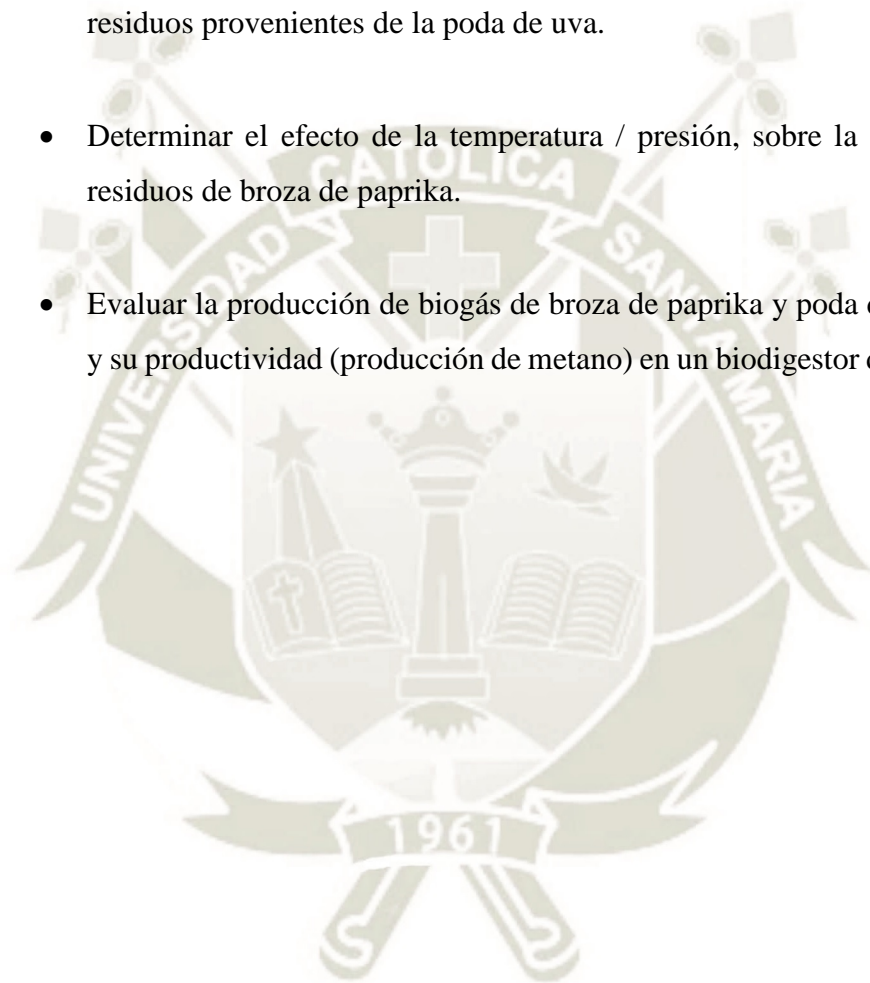 residuos provenientes de la poda de uva.
• Determinar el efecto de la temperatura / presión, sobre la
residuos de broza de paprika.
• Evaluar la producción de biogás de broza de paprika y poda
y su productividad (producción de metano) en un biodigestor
UNIVERSIDAD CATOLICA SANTA MARIA
1961